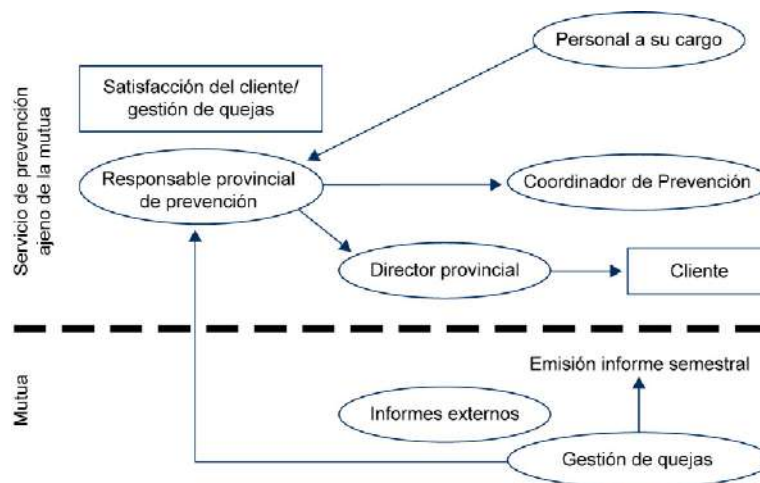 Personal a su cargo
Satisfacción del cliente/
gestión de quejas
Servicio de prevención
ajeno de la mutua
Responsable provincial
de prevención
Coordinador de Prevención
Director provincial
Cliente
Mutua
Emisión informe semestral
Informes externos
Gestión de quejas